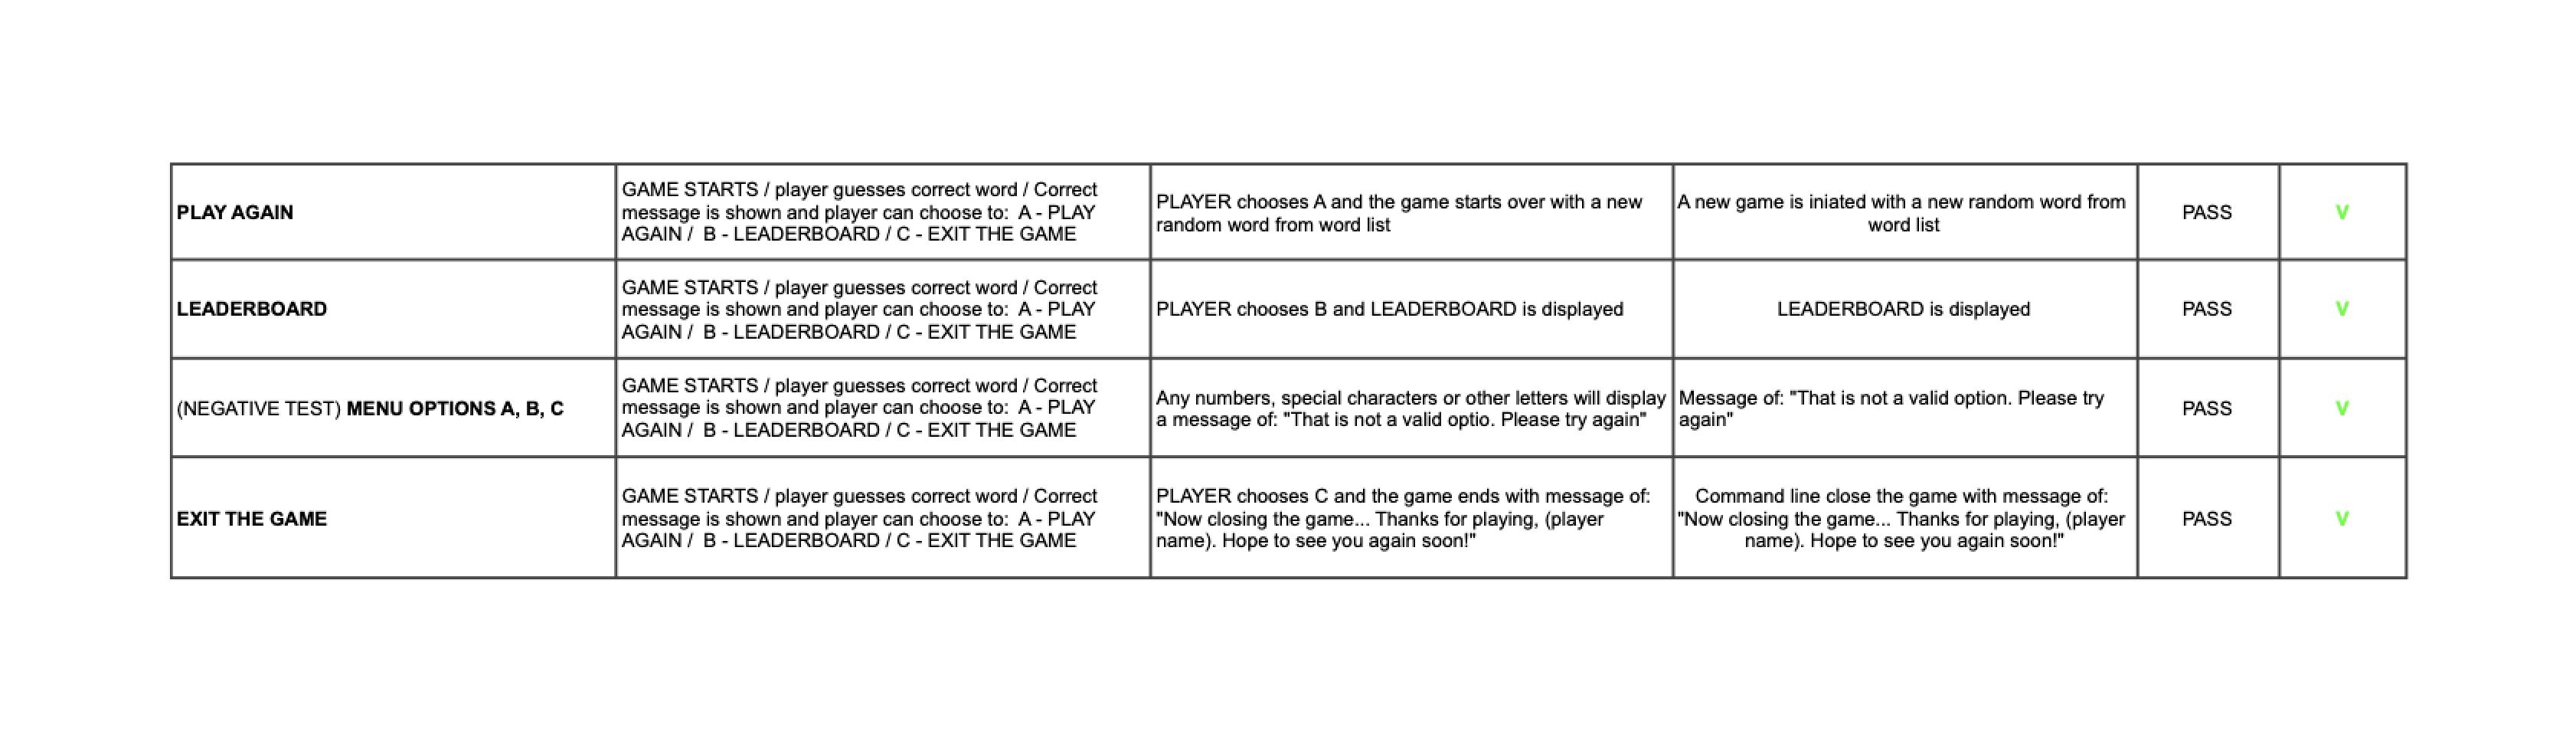 PLAY AGAIN
GAME STARTS / player guesses correct word / Correct
message is shown and player can choose to:  A - PLAY
AGAIN /  B - LEADERBOARD / C - EXIT THE GAME
PLAYER chooses A and the game starts over with a new
random word from word list
A new game is iniated with a new random word from
word list
PASS
V
LEADERBOARD
GAME STARTS / player guesses correct word / Correct
message is shown and player can choose to:  A - PLAY
AGAIN /  B - LEADERBOARD / C - EXIT THE GAME
PLAYER chooses B and LEADERBOARD is displayed
LEADERBOARD is displayed
PASS
V
(NEGATIVE TEST) MENU OPTIONS A, B, C
GAME STARTS / player guesses correct word / Correct
message is shown and player can choose to:  A - PLAY
AGAIN /  B - LEADERBOARD / C - EXIT THE GAME
Any numbers, special characters or other letters will display
a message of: "That is not a valid optio. Please try again"
Message of: "That is not a valid option. Please try
again"
PASS
V
EXIT THE GAME
GAME STARTS / player guesses correct word / Correct
message is shown and player can choose to:  A - PLAY
AGAIN /  B - LEADERBOARD / C - EXIT THE GAME
PLAYER chooses C and the game ends with message of:
"Now closing the game... Thanks for playing, (player
name). Hope to see you again soon!"
Command line close the game with message of:
"Now closing the game... Thanks for playing, (player
name). Hope to see you again soon!"
PASS
V